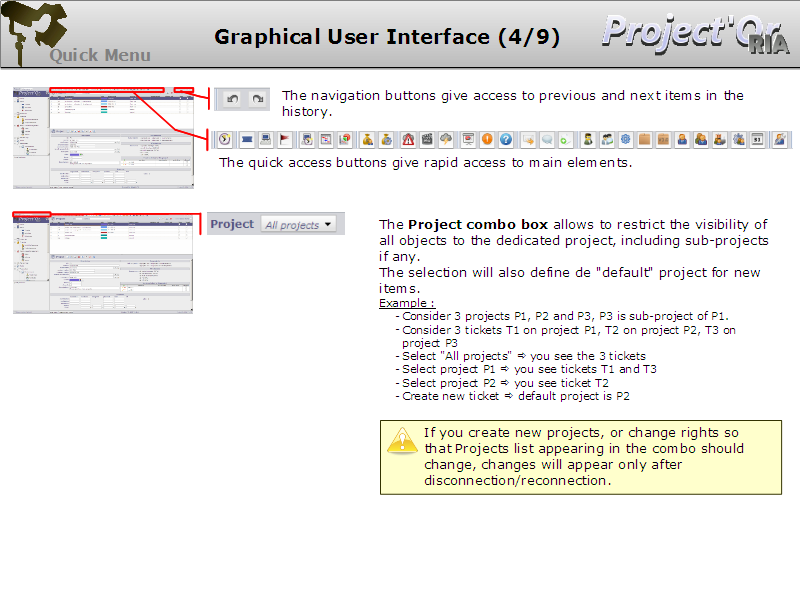 Graphical User Interface (4/9)
Project'Or
RIA
Quick Menu
The navigation buttons give access to previous and next items in the
history.
The quick access buttons give rapid access to main elements.
Project All projects
The Project combo box allows to restrict the visibility of
all objects to the dedicated project, including sub-projects
if any.
The selection will also define de "default" project for new
items.
Example :
- Consider 3 projects P1, P2 and P3, P3 is sub-project of P1.
- Consider 3 tickets T1 on project P1, T2 on project P2, T3 on
project P3
- Select "All projects" ⇨ you see the 3 tickets
- Select project P1 ⇨ you see tickets T1 and T3
- Select project P2 ⇨ you see ticket T2
- Create new ticket ⇨ default project is P2
If you create new projects, or change rights so
that Projects list appearing in the combo should
change, changes will appear only after
disconnection/reconnection.